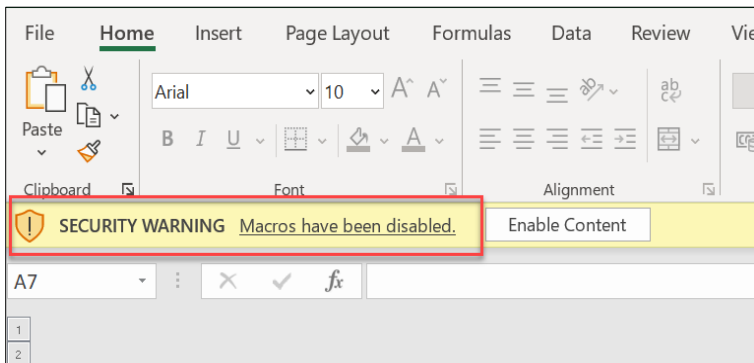 File Home Insert Page Layout Formulas Data Review
Paste Arial 10 A A ab
B I U A
Clipboard Font Alignment
SECURITY WARNING Macros have been disabled. Enable Content
A7 fx
1
2